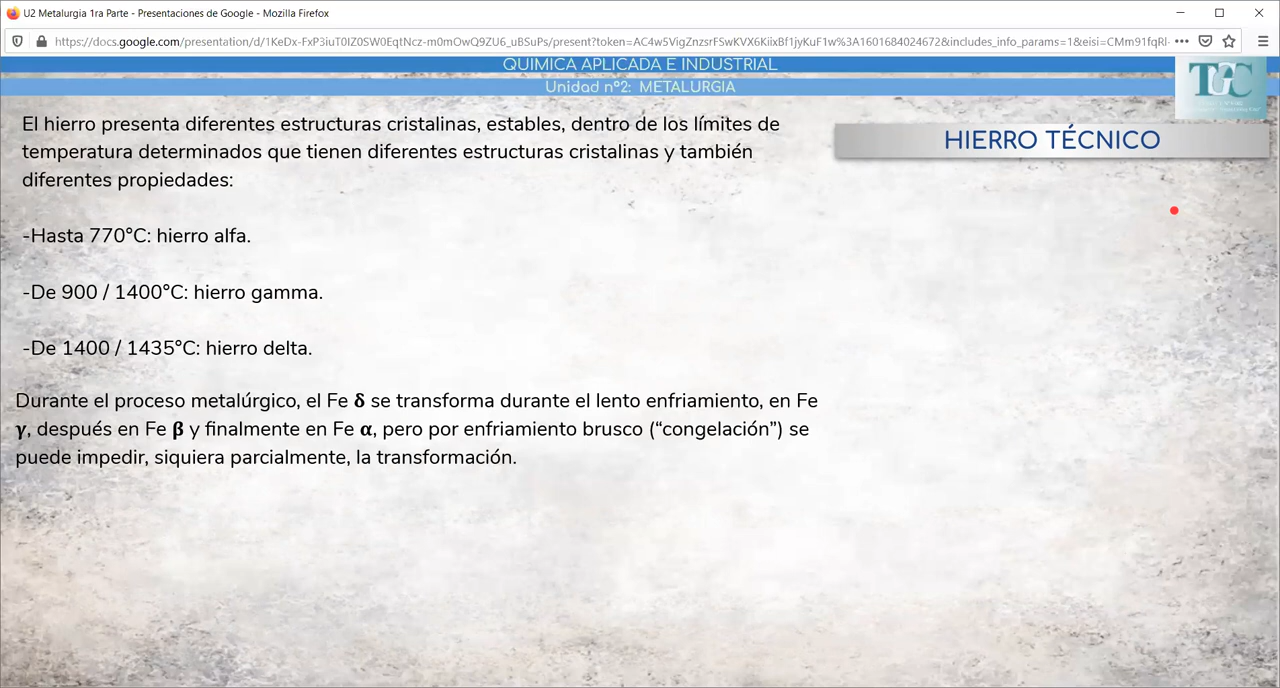 U2 Metalurgia 1ra Parte - Presentaciones de Google - Mozilla Firefox
https://docs.google.com/presentation/d/1KeDx-FxP3iuT0IZ0SW0EqtNcz-m0mOwQ9ZU6_uBSuPs/present?token=AC4w5VigZnzsrFSwKVX6KiixBf1jyKuF1w%3A1601684024672&includes_info_params=1&eisi=CMm91fqRl-
QUIMICA APLICADA E INDUSTRIAL
Unidad nº2: METALURGIA
TGC
HIERRO TÉCNICO
El hierro presenta diferentes estructuras cristalinas, estables, dentro de los límites de
temperatura determinados que tienen diferentes estructuras cristalinas y también
diferentes propiedades:
-Hasta 770°C: hierro alfa.
-De 900 / 1400°C: hierro gamma.
-De 1400 / 1435°C: hierro delta.
Durante el proceso metalúrgico, el Fe δ se transforma durante el lento enfriamiento, en Fe
γ, después en Fe β y finalmente en Fe α, pero por enfriamiento brusco (“congelación”) se
puede impedir, siquiera parcialmente, la transformación.